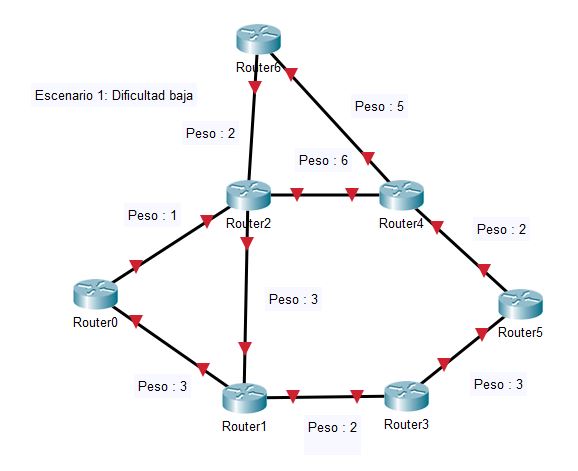 Router6
Escenario 1: Dificultad baja
Peso : 5
Peso : 2
Peso : 6
Peso : 1
Router2
Router4
Peso : 2
Peso : 3
Router0
Router5
Peso : 3
Peso : 3
Router1
Router3
Peso : 2